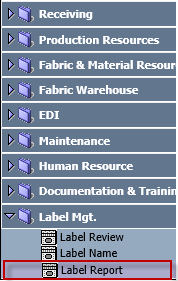 Receiving
Production Resources
Fabric & Material Resour
Fabric Warehouse
EDI
Maintenance
Human Resource
Documentation & Trainin
Label Mgt.
Label Review
Label Name
Label Report